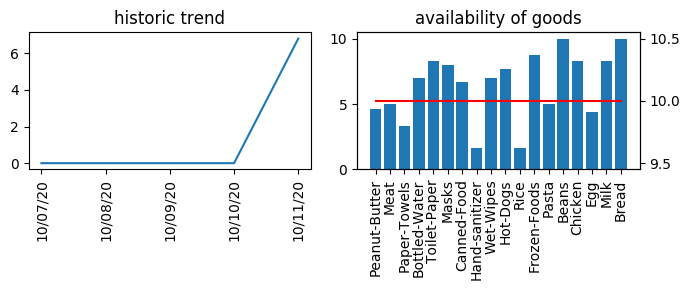 historic trend
6
4
2
0
10/07/20
10/08/20
10/09/20
10/10/20
10/11/20
availability of goods
10
5
0
10.5
10.0
9.5
Peanut-Butter
Meat
Paper-Towels
Bottled-Water
Toilet-Paper
Masks
Canned-Food
Hand-sanitizer
Wet-Wipes
Hot-Dogs
Rice
Frozen-Foods
Pasta
Beans
Chicken
Egg
Milk
Bread